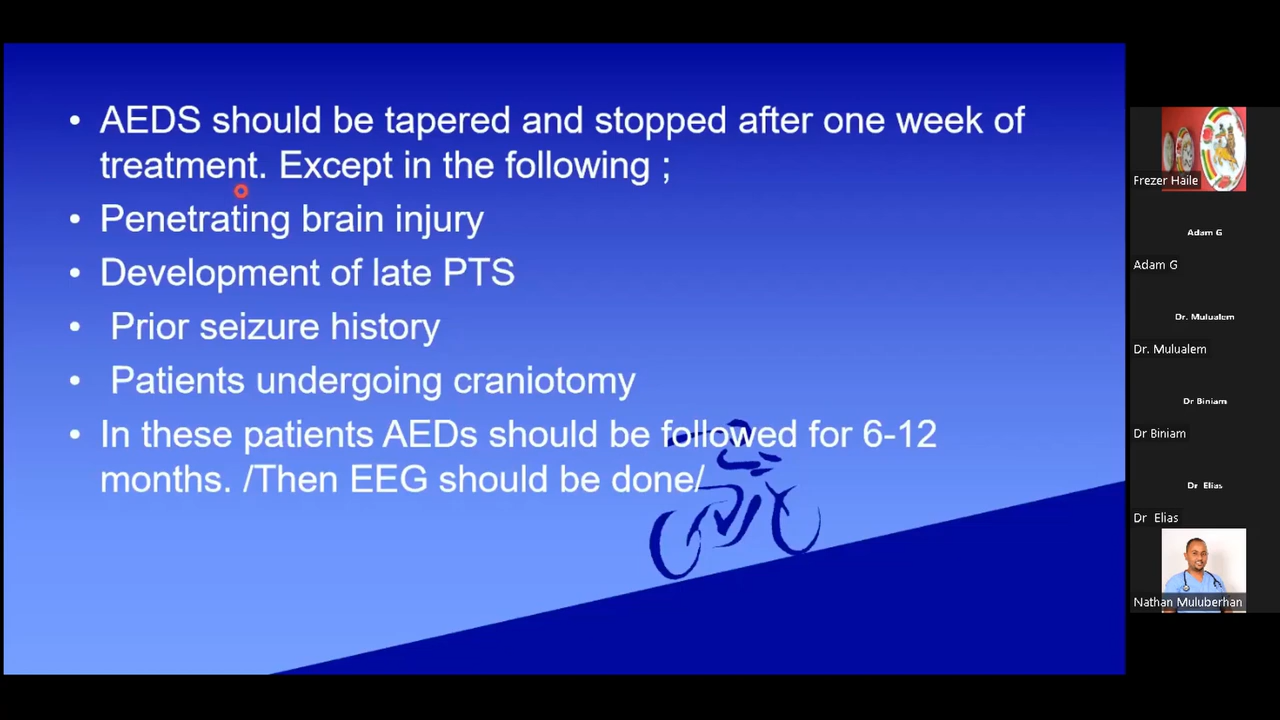 • AEDS should be tapered and stopped after one week of
treatment. Except in the following ;
• Penetrating brain injury
• Development of late PTS
• Prior seizure history
• Patients undergoing craniotomy
• In these patients AEDs should be followed for 6-12
months. /Then EEG should be done/
Frezer Haile
Adam G
Adam G
Dr. Mulualem
Dr. Mulualem
Dr Biniam
Dr Biniam
Dr Elias
Dr Elias
Nathan Muluberhan